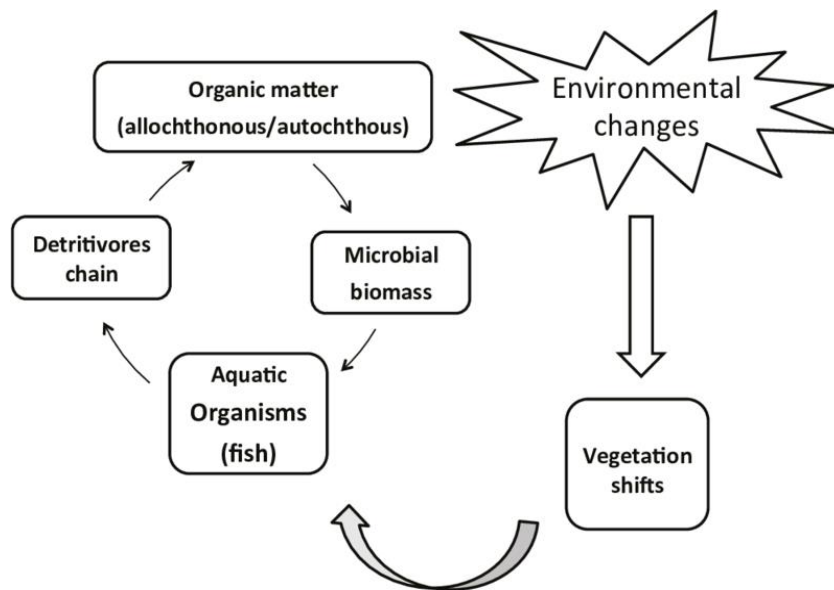 Organic matter
(allochthonous/autochthous)
Environmental
changes
Detritivores
chain
Microbial
biomass
Aquatic
Organisms
(fish)
Vegetation
shifts